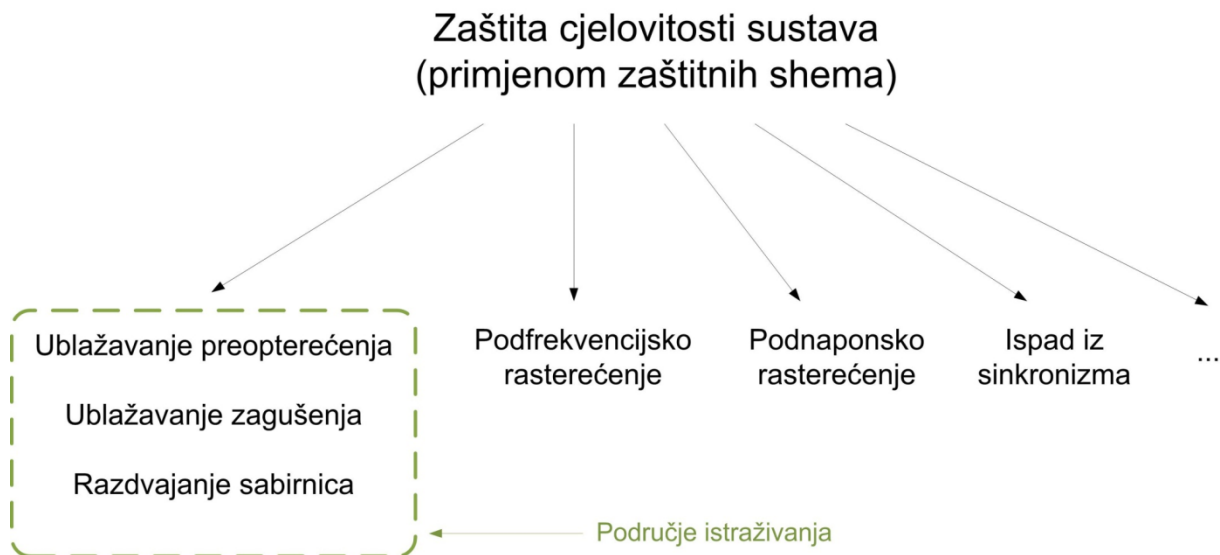 Zaštita cjelovitosti sustava
(primjenom zaštitnih shema)
Ublažavanje preopterećenja
Ublažavanje zagušenja
Razdvajanje sabirnica
Podfrekvencijsko
rasterećenje
Podnaponsko
rasterećenje
Ispad iz
sinkronizma
...
Područje istraživanja